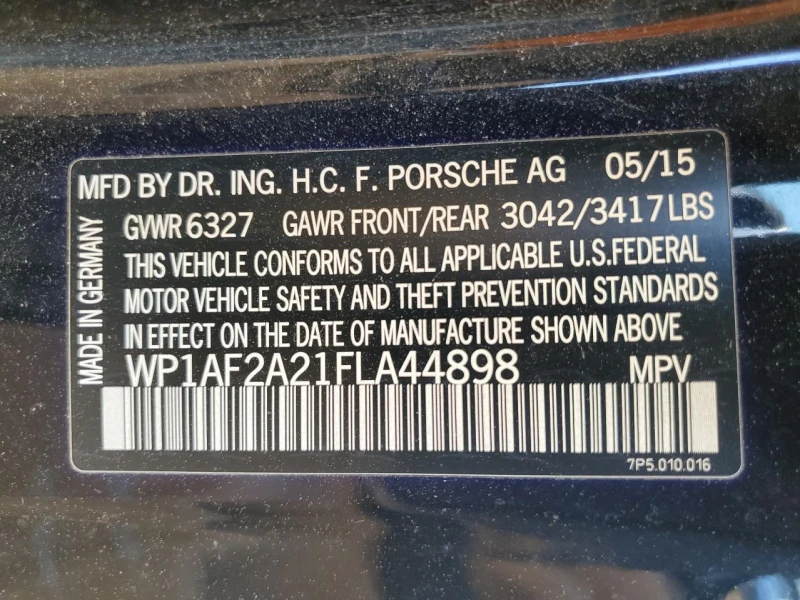 MFD BY DR. ING. H.C. F. PORSCHE AG 05/15
GVWR 6327 GAWR FRONT/REAR 3042/3417 LBS
THIS VEHICLE CONFORMS TO ALL APPLICABLE U.S.FEDERAL
MOTOR VEHICLE SAFETY AND THEFT PREVENTION STANDARDS
IN EFFECT ON THE DATE OF MANUFACTURE SHOWN ABOVE
WP1AF2A21FLA44898 MPV
7P5.010.016
MADE IN GERMANY